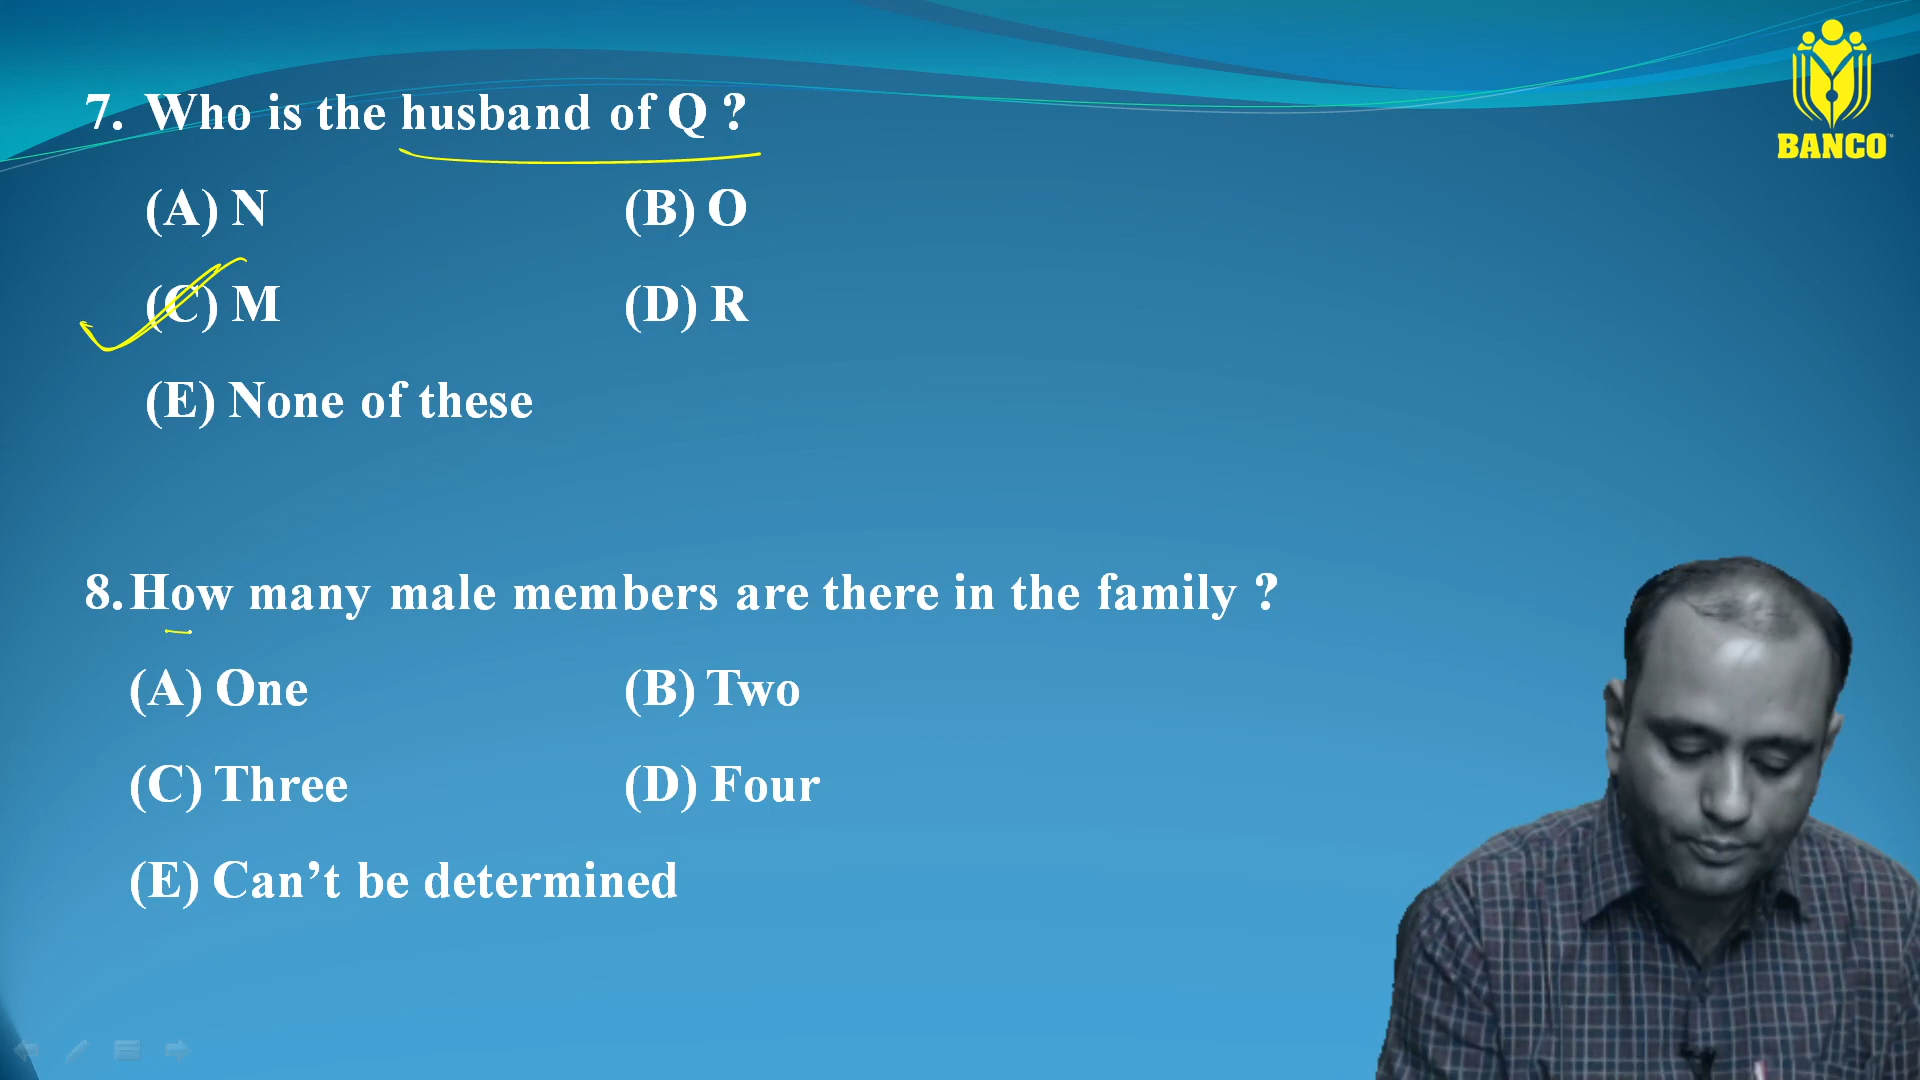 7. Who is the husband of Q ?
(A) N (B) O
(C) M (D) R
(E) None of these
8. How many male members are there in the family ?
(A) One (B) Two
(C) Three (D) Four
(E) Can’t be determined
BANCO™